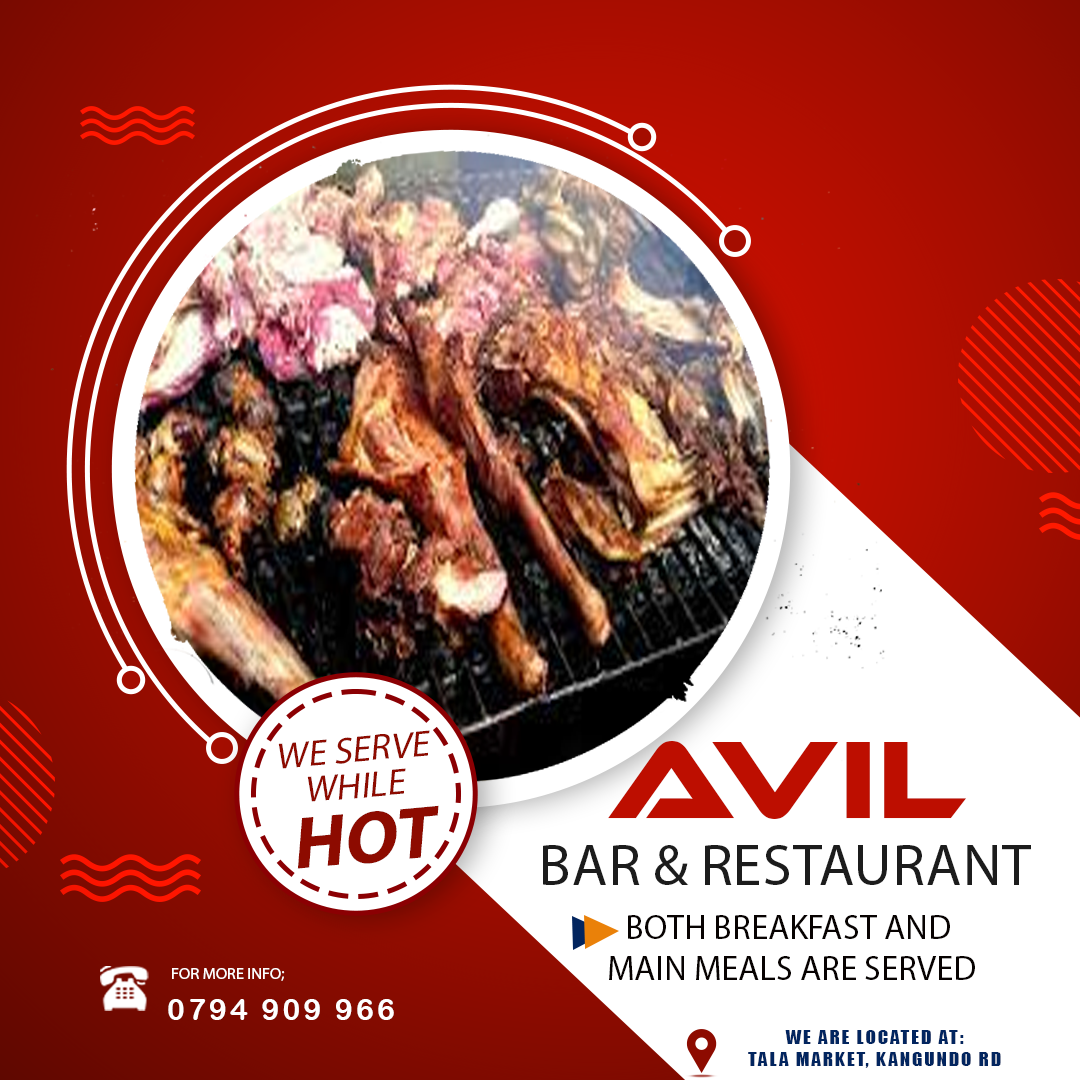 WE SERVE
WHILE
HOT
AVIL
BAR & RESTAURANT
BOTH BREAKFAST AND
MAIN MEALS ARE SERVED
FOR MORE INFO;
0794 909 966
WE ARE LOCATED AT:
TALA MARKET, KANGUNDO RD